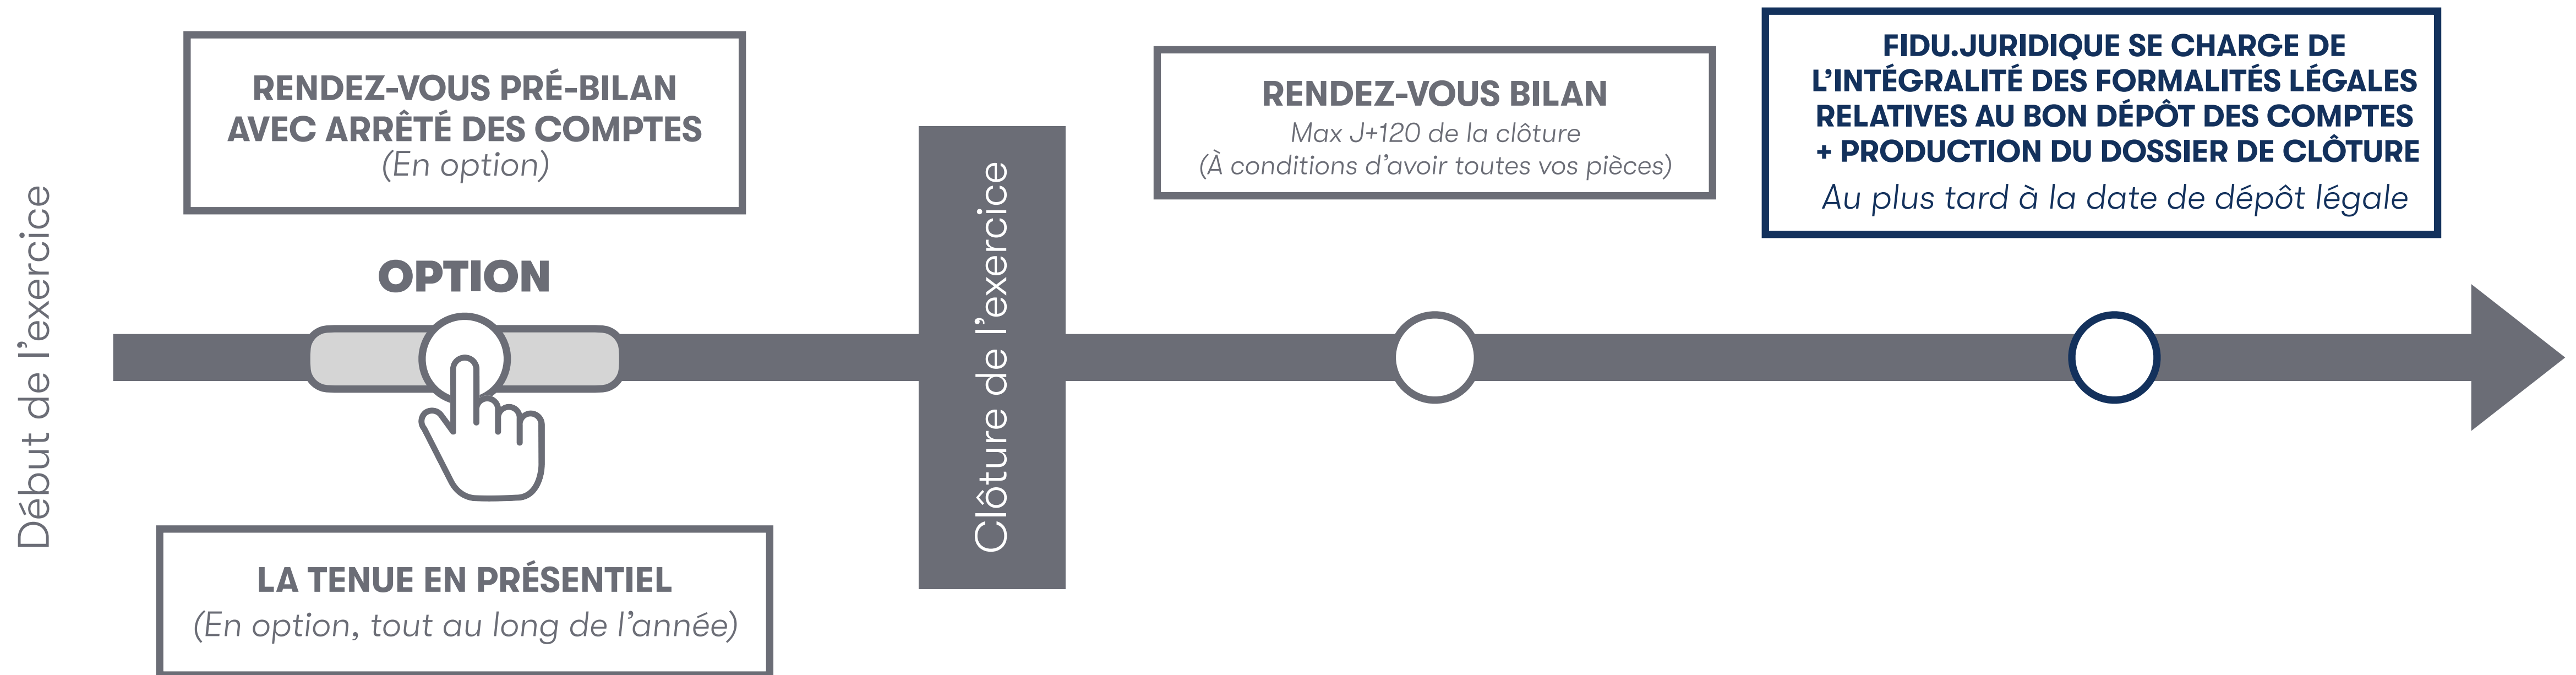 Début de l'exercice
RENDEZ-VOUS PRÉ-BILAN
AVEC ARRÊTÉ DES COMPTES
(En option)
OPTION
LA TENUE EN PRÉSENTIEL
(En option, tout au long de l'année)
Clôture de l'exercice
RENDEZ-VOUS BILAN
Max J+120 de la clôture
(À conditions d'avoir toutes vos pièces)
FIDU.JURIDIQUE SE CHARGE DE
L'INTÉGRALITÉ DES FORMALITÉS LÉGALES
RELATIVES AU BON DÉPÔT DES COMPTES
+ PRODUCTION DU DOSSIER DE CLÔTURE
Au plus tard à la date de dépôt légale